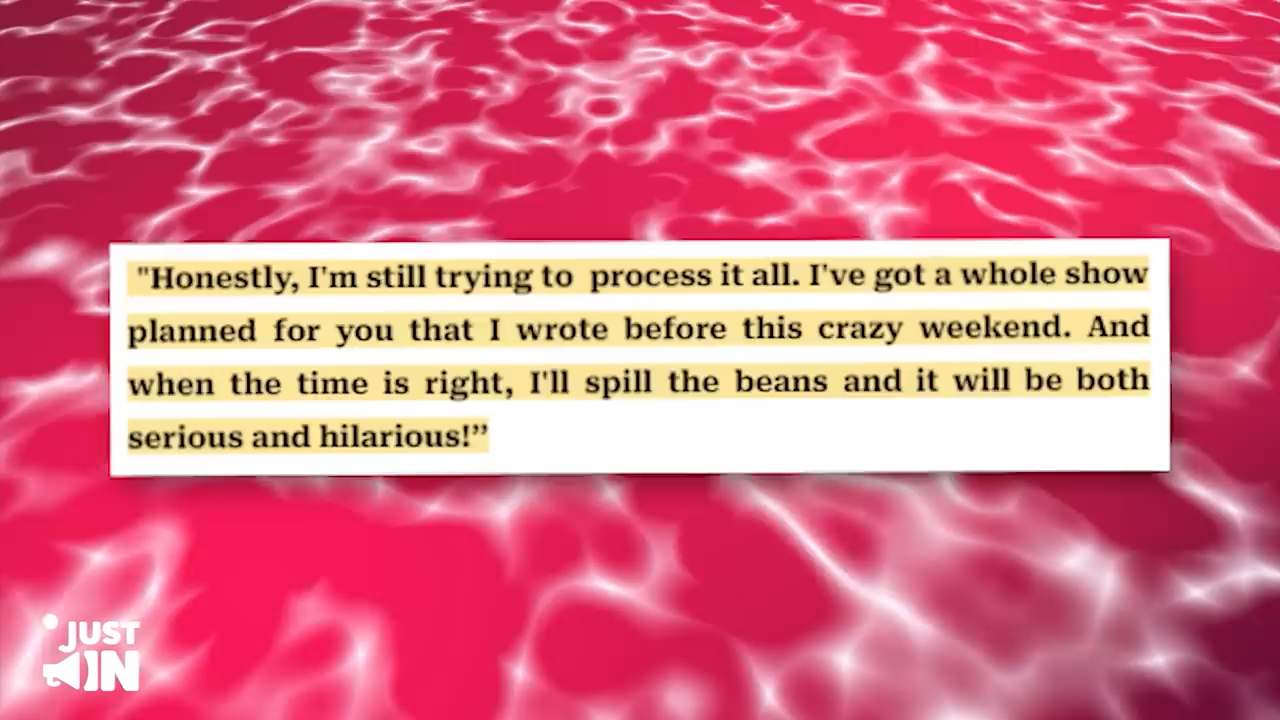 "Honestly, I'm still trying to  process it all. I've got a whole show
planned for you that I wrote before this crazy weekend. And
when the time is right, I'll spill the beans and it will be both
serious and hilarious!”
JUST
IN